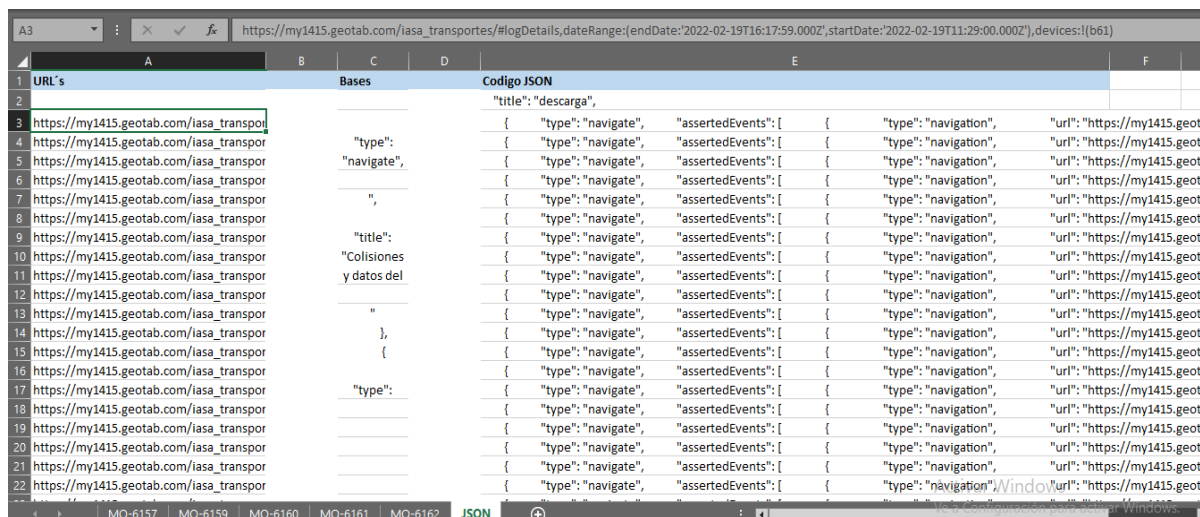 A3 fx https://my1415.geotab.com/iasa_transportes/#logDetails,dateRange:(endDate:'2022-02-19T16:17:59.000Z',startDate:'2022-02-19T11:29:00.000Z'),devices:!(b61)
A B C D E F
1 URL´s Bases Codigo JSON
2 "title": "descarga",
3 https://my1415.geotab.com/iasa_transpor { "type": "navigate", "assertedEvents": [ { "type": "navigation", "url": "https://my1415.geot
4 https://my1415.geotab.com/iasa_transpor "type": { "type": "navigate", "assertedEvents": [ { "type": "navigation", "url": "https://my1415.geot
5 https://my1415.geotab.com/iasa_transpor "navigate", { "type": "navigate", "assertedEvents": [ { "type": "navigation", "url": "https://my1415.geot
6 https://my1415.geotab.com/iasa_transpor { "type": "navigate", "assertedEvents": [ { "type": "navigation", "url": "https://my1415.geot
7 https://my1415.geotab.com/iasa_transpor ", { "type": "navigate", "assertedEvents": [ { "type": "navigation", "url": "https://my1415.geot
8 https://my1415.geotab.com/iasa_transpor { "type": "navigate", "assertedEvents": [ { "type": "navigation", "url": "https://my1415.geot
9 https://my1415.geotab.com/iasa_transpor "title": { "type": "navigate", "assertedEvents": [ { "type": "navigation", "url": "https://my1415.geot
10 https://my1415.geotab.com/iasa_transpor "Colisiones { "type": "navigate", "assertedEvents": [ { "type": "navigation", "url": "https://my1415.geot
11 https://my1415.geotab.com/iasa_transpor y datos del { "type": "navigate", "assertedEvents": [ { "type": "navigation", "url": "https://my1415.geot
12 https://my1415.geotab.com/iasa_transpor { "type": "navigate", "assertedEvents": [ { "type": "navigation", "url": "https://my1415.geot
13 https://my1415.geotab.com/iasa_transpor " { "type": "navigate", "assertedEvents": [ { "type": "navigation", "url": "https://my1415.geot
14 https://my1415.geotab.com/iasa_transpor }, { "type": "navigate", "assertedEvents": [ { "type": "navigation", "url": "https://my1415.geot
15 https://my1415.geotab.com/iasa_transpor { { "type": "navigate", "assertedEvents": [ { "type": "navigation", "url": "https://my1415.geot
16 https://my1415.geotab.com/iasa_transpor { "type": "navigate", "assertedEvents": [ { "type": "navigation", "url": "https://my1415.geot
17 https://my1415.geotab.com/iasa_transpor "type": { "type": "navigate", "assertedEvents": [ { "type": "navigation", "url": "https://my1415.geot
18 https://my1415.geotab.com/iasa_transpor { "type": "navigate", "assertedEvents": [ { "type": "navigation", "url": "https://my1415.geot
19 https://my1415.geotab.com/iasa_transpor { "type": "navigate", "assertedEvents": [ { "type": "navigation", "url": "https://my1415.geot
20 https://my1415.geotab.com/iasa_transpor { "type": "navigate", "assertedEvents": [ { "type": "navigation", "url": "https://my1415.geot
21 https://my1415.geotab.com/iasa_transpor { "type": "navigate", "assertedEvents": [ { "type": "navigation", "url": "https://my1415.geot
22 https://my1415.geotab.com/iasa_transpor { "type": "navigate", "assertedEvents": [ { "type": "navigation", "url": "https://my1415.geot
Activar Windows
Ve a Configuración para activar Windows.
MO-6157 MO-6159 MO-6160 MO-6161 MO-6162 JSON